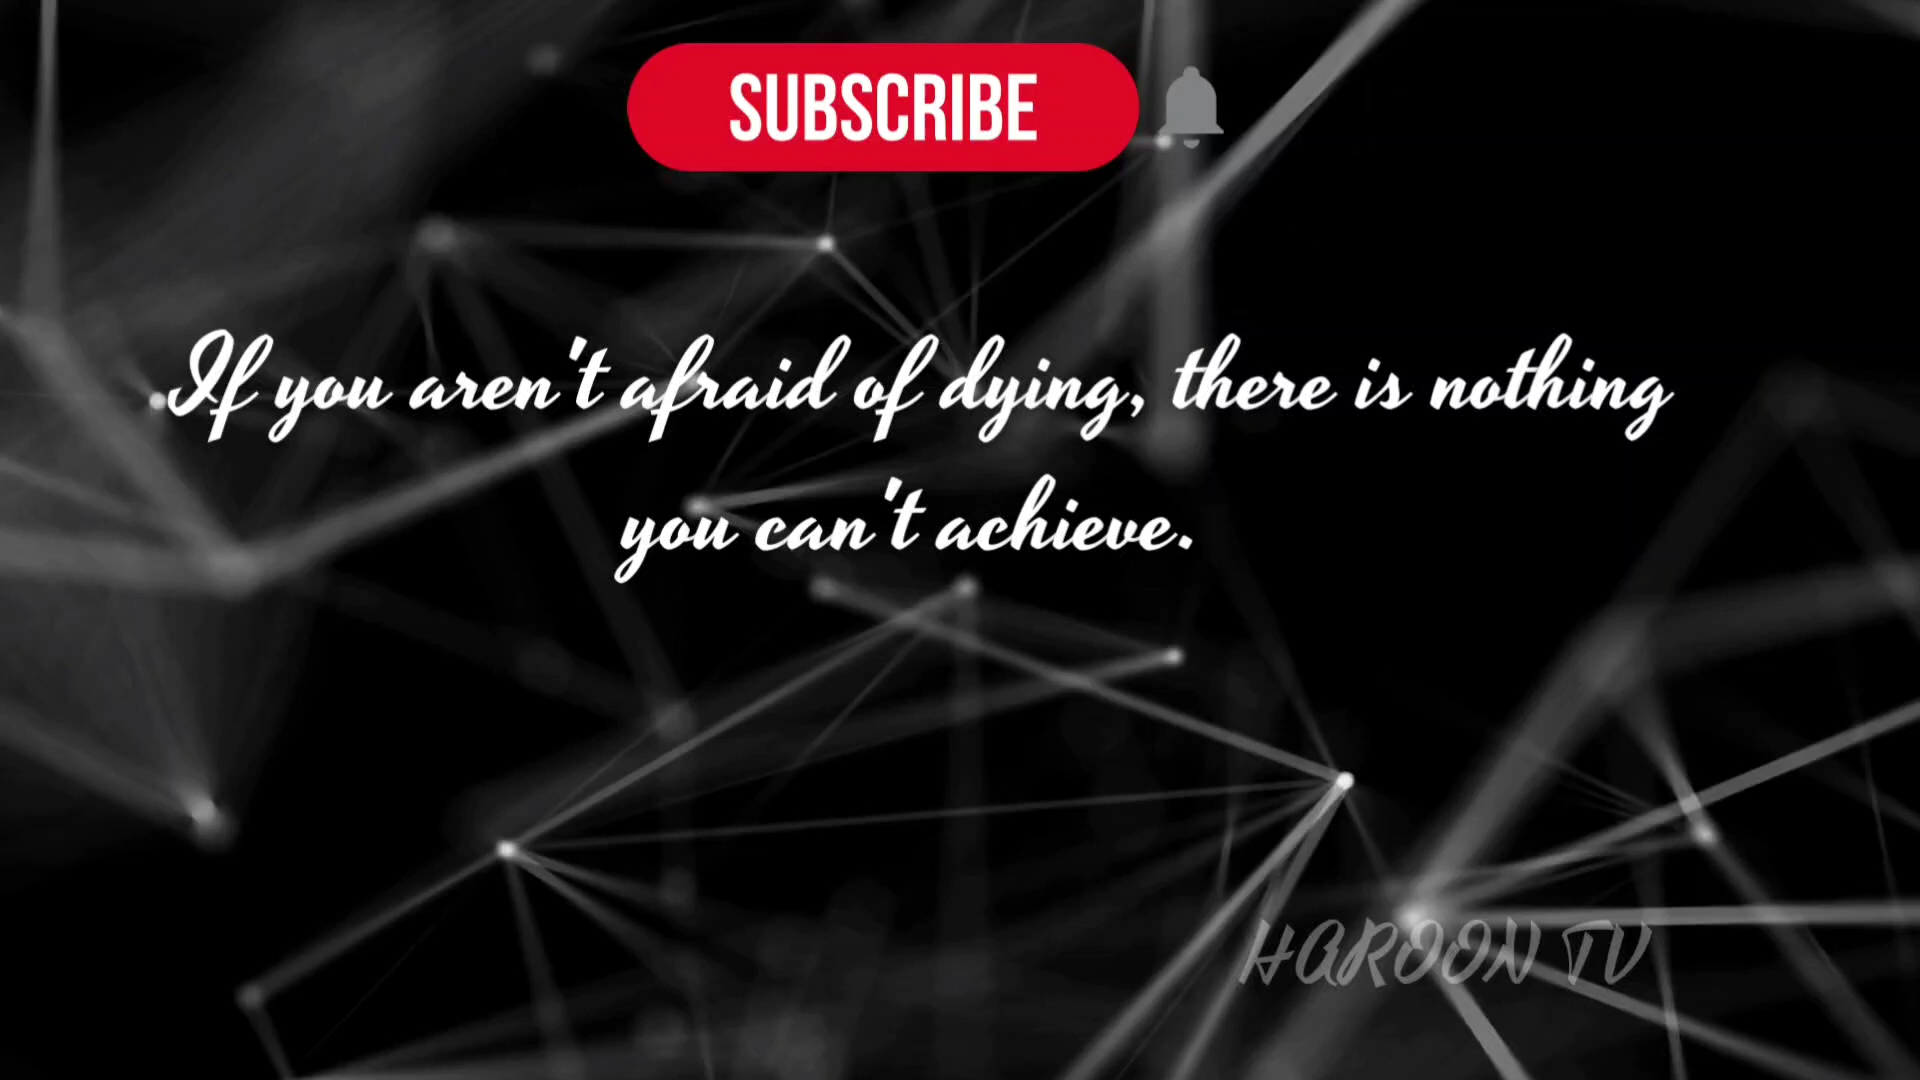 SUBSCRIBE
If you aren't afraid of dying, there is nothing
you can't achieve.
HAROON TV